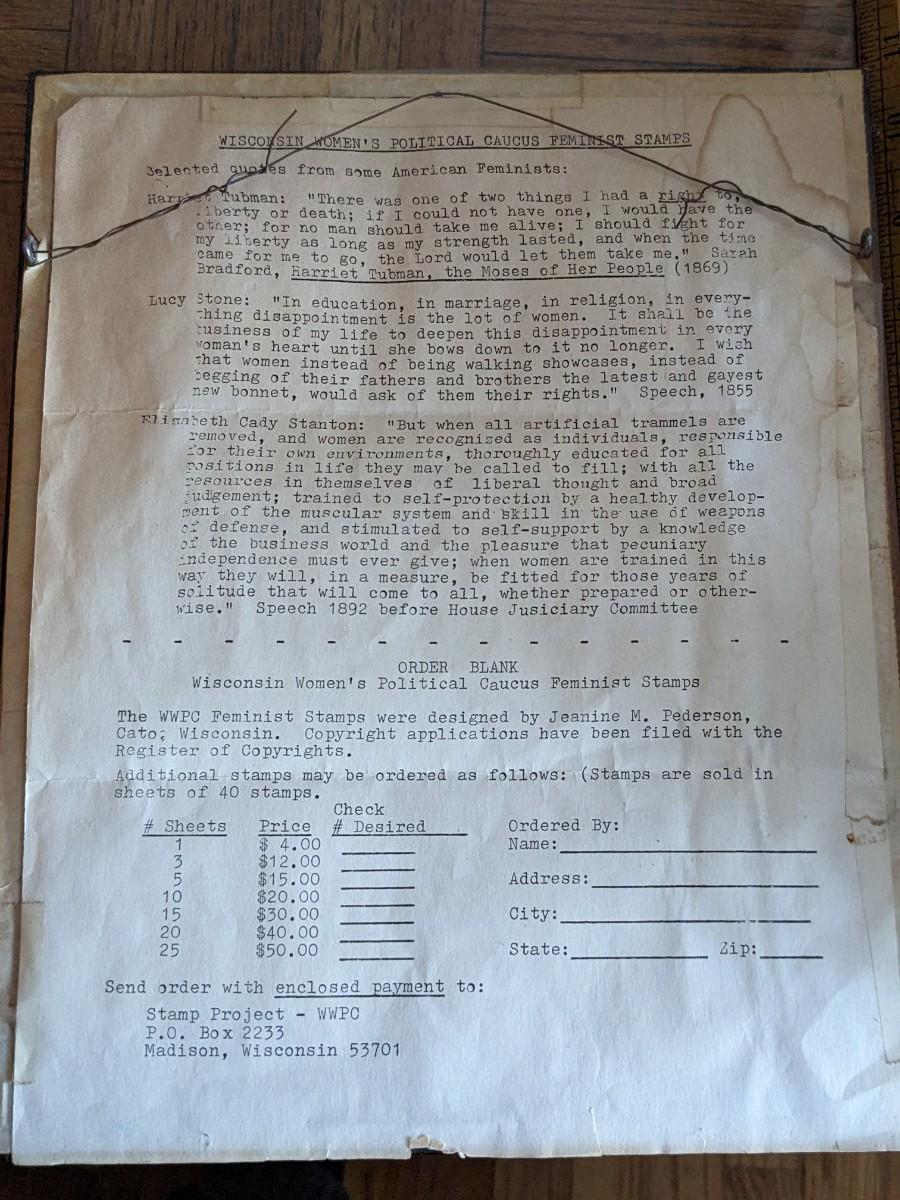 WISCONSIN WOMEN'S POLITICAL CAUCUS FEMINIST STAMPS
Selected quotes from some American Feminists:
Harriet Tubman: "There was one of two things I had a right to,
liberty or death; if I could not have one, I would have the
other; for no man should take me alive; I should fight for
my liberty as long as my strength lasted, and when the time
came for me to go, the Lord would let them take me." Sarah
Bradford, Harriet Tubman, the Moses of Her People (1869)
Lucy Stone: "In education, in marriage, in religion, in every-
thing disappointment is the lot of women. It shall be the
business of my life to deepen this disappointment in every
woman's heart until she bows down to it no longer. I wish
that women instead of being walking showcases, instead of
begging of their fathers and brothers the latest and gayest
new bonnet, would ask of them their rights." Speech, 1855
Elizabeth Cady Stanton: "But when all artificial trammels are
removed, and women are recognized as individuals, responsible
for their own environments, thoroughly educated for all
positions in life they may be called to fill; with all the
resources in themselves of liberal thought and broad
judgement; trained to self-protection by a healthy develop-
ment of the muscular system and skill in the use of weapons
of defense, and stimulated to self-support by a knowledge
of the business world and the pleasure that pecuniary
independence must ever give; when women are trained in this
way they will, in a measure, be fitted for those years of
solitude that will come to all, whether prepared or other-
wise." Speech 1892 before House Jusiciary Committee
- - - - - - - - - - - - - - - -
ORDER BLANK
Wisconsin Women's Political Caucus Feminist Stamps
The WWPC Feminist Stamps were designed by Jeanine M. Pederson,
Cato, Wisconsin. Copyright applications have been filed with the
Register of Copyrights.
Additional stamps may be ordered as follows: (Stamps are sold in
sheets of 40 stamps.
Check
# Sheets Price # Desired Ordered By:
1 $ 4.00 Name:
3 $12.00
5 $15.00 Address:
10 $20.00
15 $30.00 City:
20 $40.00
25 $50.00 State: Zip:
Send order with enclosed payment to:
Stamp Project - WWPC
P.O. Box 2233
Madison, Wisconsin 53701